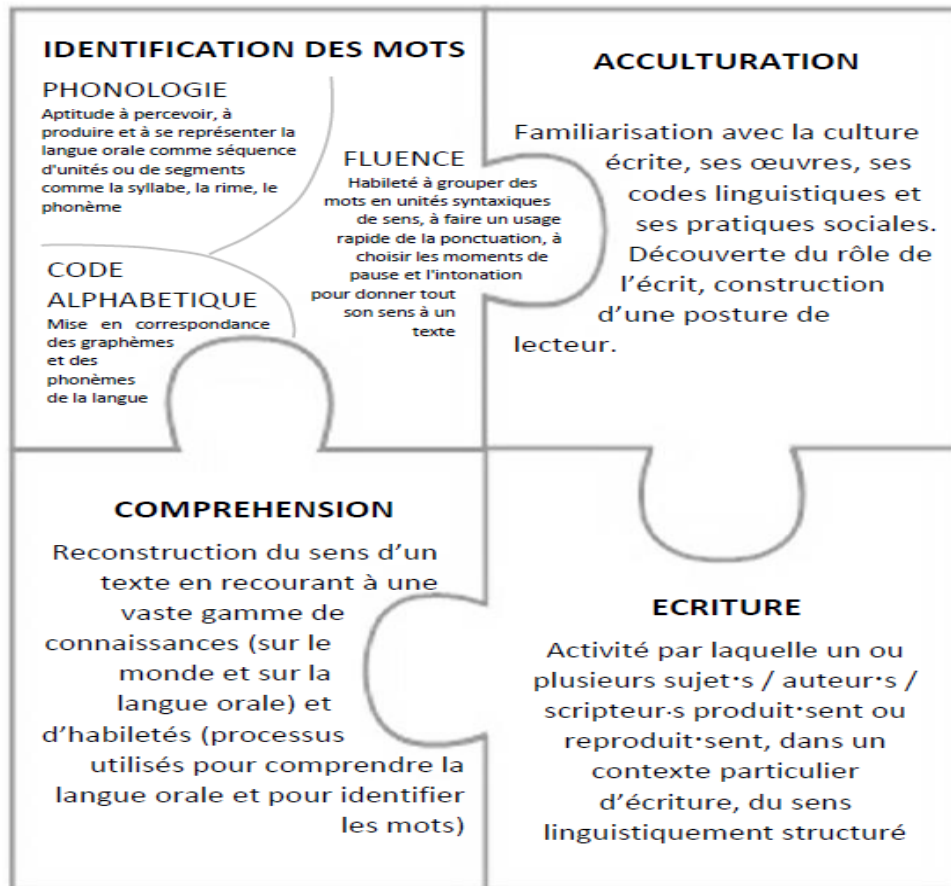 IDENTIFICATION DES MOTS
PHONOLOGIE
Aptitude à percevoir, à
produire et à se représenter la
langue orale comme séquence
d'unités ou de segments
comme la syllabe, la rime, le
phonème
FLUENCE
Habileté à grouper des
mots en unités syntaxiques
de sens, à faire un usage
rapide de la ponctuation, à
choisir les moments de
pause et l'intonation
pour donner tout
son sens à un
texte
CODE
ALPHABETIQUE
Mise en correspondance
des graphèmes
et des
phonèmes
de la langue
ACCULTURATION
Familiarisation avec la culture
écrite, ses œuvres, ses
codes linguistiques et
ses pratiques sociales.
Découverte du rôle de
l'écrit, construction
d'une posture de
lecteur.
COMPREHENSION
Reconstruction du sens d'un
texte en recourant à une
vaste gamme de
connaissances (sur le
monde et sur la
langue orale) et
d'habiletés (processus
utilisés pour comprendre la
langue orale et pour identifier
les mots)
ECRITURE
Activité par laquelle un ou
plusieurs sujet·s / auteur·s /
scripteur·s produit·sent ou
reproduit·sent, dans un
contexte particulier
d'écriture, du sens
linguistiquement structuré